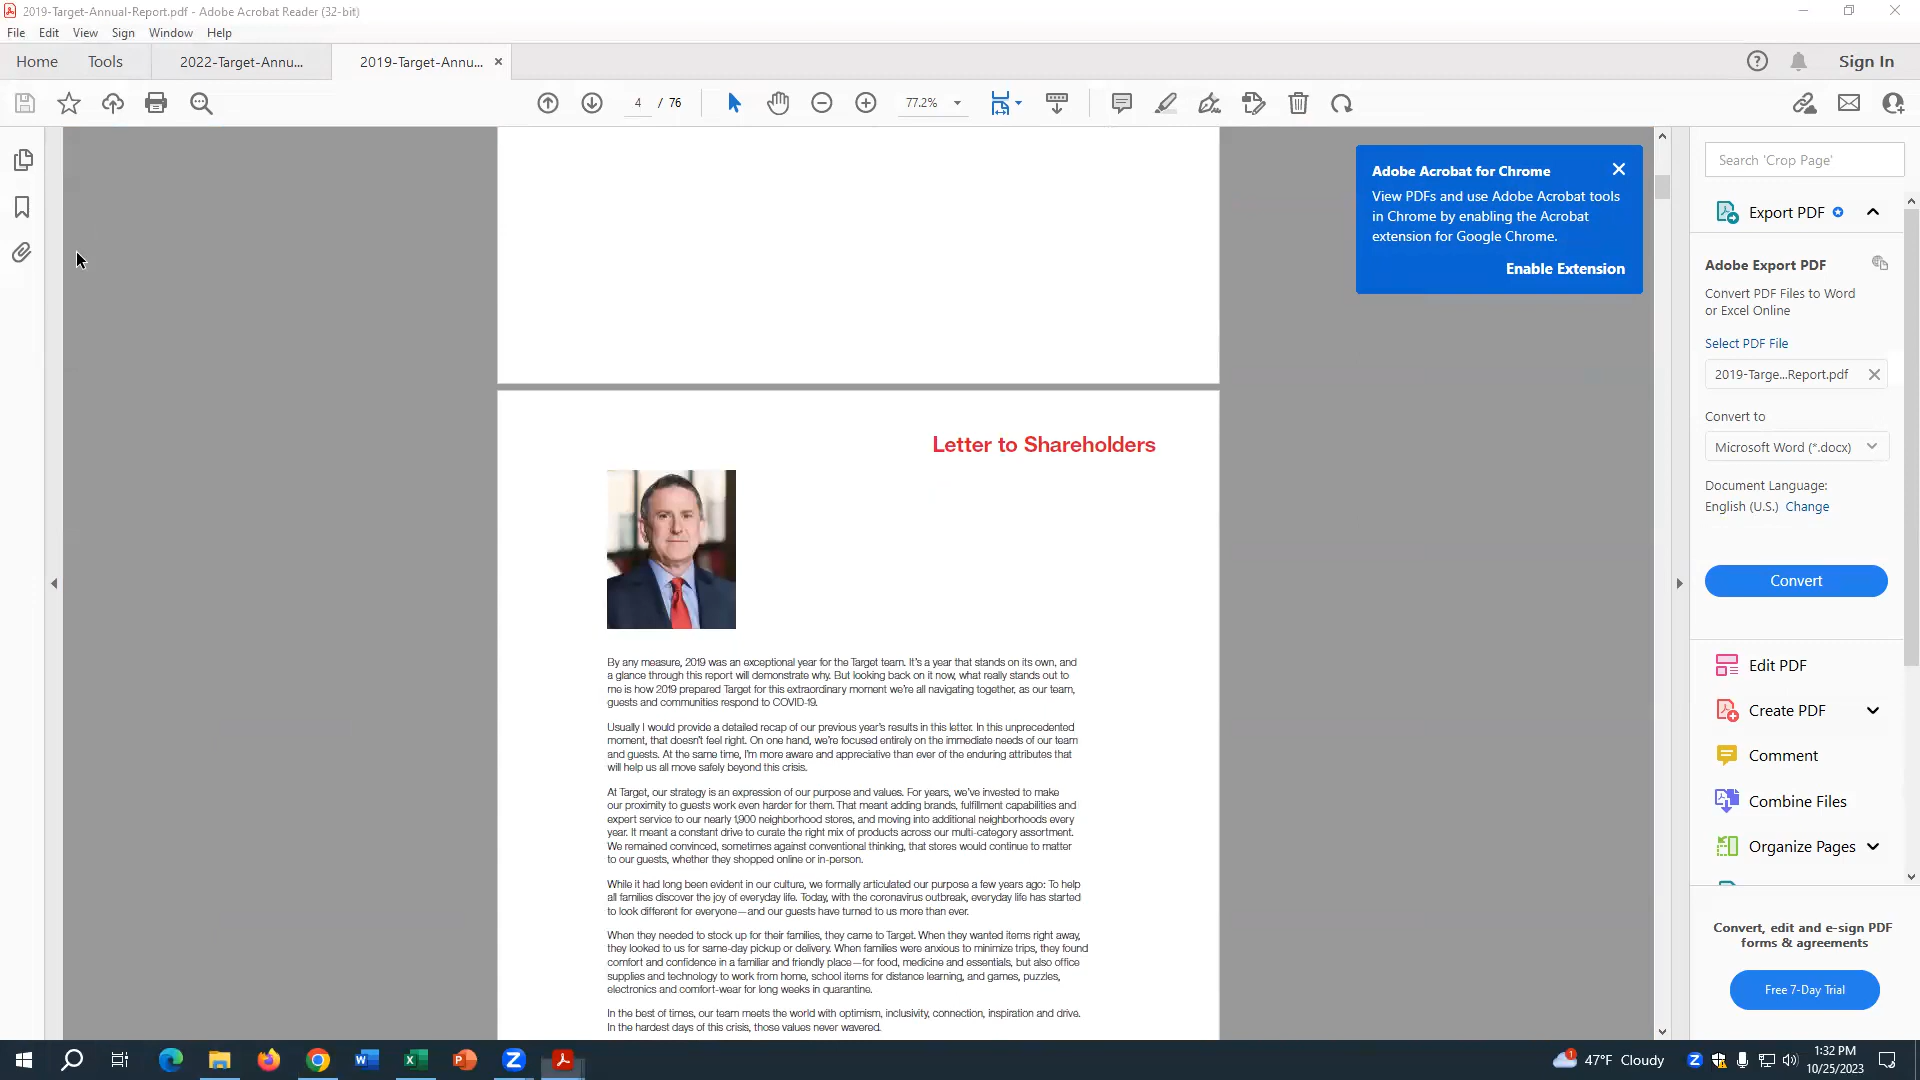 2019-Target-Annual-Report.pdf - Adobe Acrobat Reader (32-bit)
File Edit View Sign Window Help
Home Tools 2022-Target-Annu... 2019-Target-Annu... Sign In
4 / 76 77.2%
Adobe Acrobat for Chrome
View PDFs and use Adobe Acrobat tools
in Chrome by enabling the Acrobat
extension for Google Chrome.
Enable Extension
Letter to Shareholders
By any measure, 2019 was an exceptional year for the Target team. It's a year that stands on its own, and
a glance through this report will demonstrate why. But looking back on it now, what really stands out to
me is how 2019 prepared Target for this extraordinary moment we're all navigating together, as our team,
guests and communities respond to COVID-19.
Usually I would provide a detailed recap of our previous year's results in this letter. In this unprecedented
moment, that doesn't feel right. On one hand, we're focused entirely on the immediate needs of our team
and guests. At the same time, I'm more aware and appreciative than ever of the enduring attributes that
will help us all move safely beyond this crisis.
At Target, our strategy is an expression of our purpose and values. For years, we've invested to make
our proximity to guests work even harder for them. That meant adding brands, fulfillment capabilities and
expert service to our nearly 1,900 neighborhood stores, and moving into additional neighborhoods every
year. It meant a constant drive to curate the right mix of products across our multi-category assortment.
We remained convinced, sometimes against conventional thinking, that stores would continue to matter
to our guests, whether they shopped online or in-person.
While it had long been evident in our culture, we formally articulated our purpose a few years ago: To help
all families discover the joy of everyday life. Today, with the coronavirus outbreak, everyday life has started
to look different for everyone—and our guests have turned to us more than ever.
When they needed to stock up for their families, they came to Target. When they wanted items right away,
they looked to us for same-day pickup or delivery. When families were anxious to minimize trips, they found
comfort and confidence in a familiar and friendly place—for food, medicine and essentials, but also office
supplies and technology to work from home, school items for distance learning, and games, puzzles,
electronics and comfort-wear for long weeks in quarantine.
In the best of times, our team meets the world with optimism, inclusivity, connection, inspiration and drive.
In the hardest days of this crisis, those values never wavered.
Search 'Crop Page'
Export PDF
Adobe Export PDF
Convert PDF Files to Word
or Excel Online
Select PDF File
2019-Targe...Report.pdf
Convert to
Microsoft Word (*.docx)
Document Language:
English (U.S.) Change
Convert
Edit PDF
Create PDF
Comment
Combine Files
Organize Pages
Convert, edit and e-sign PDF
forms & agreements
Free 7-Day Trial
1 47°F Cloudy
1:32 PM
10/25/2023